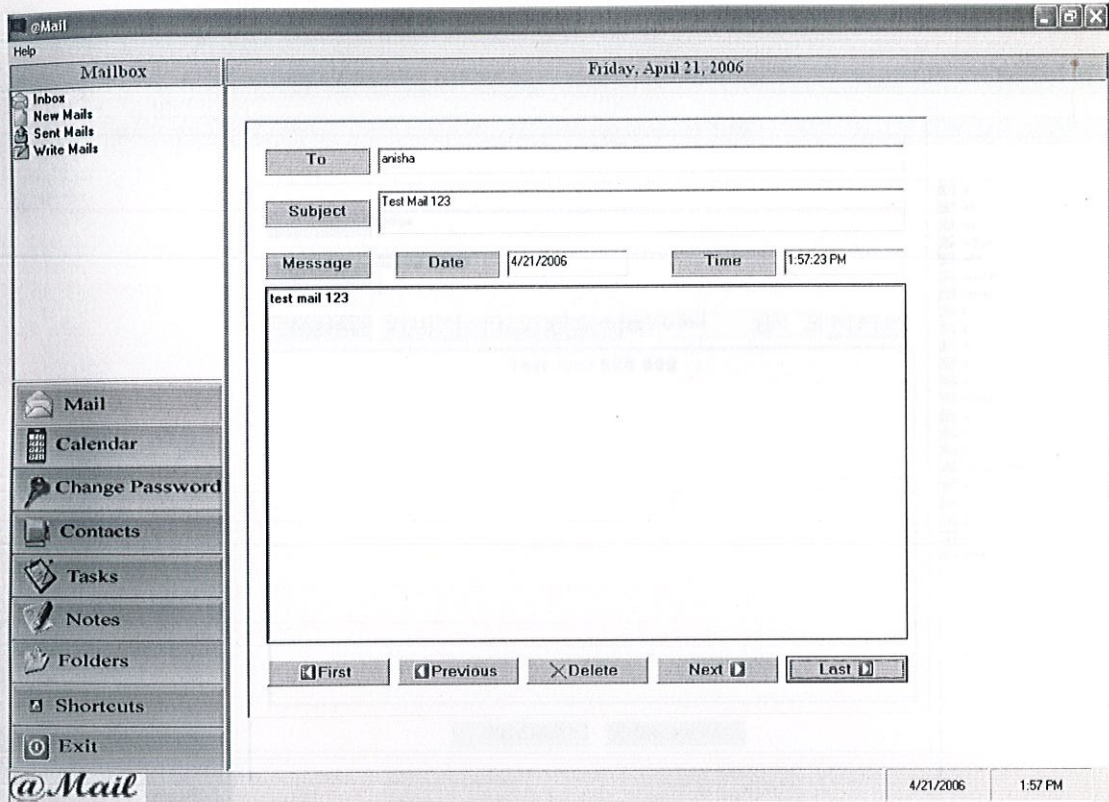 @Mail
Help
Mailbox
Friday, April 21, 2006
Inbox
New Mails
Sent Mails
Write Mails
To
anisha
Subject
Test Mail 123
Message
Date
4/21/2006
Time
1:57:23 PM
test mail 123
Mail
Calendar
Change Password
Contacts
Tasks
Notes
Folders
Shortcuts
Exit
First
Previous
Delete
Next
Last
@Mail
4/21/2006
1:57 PM